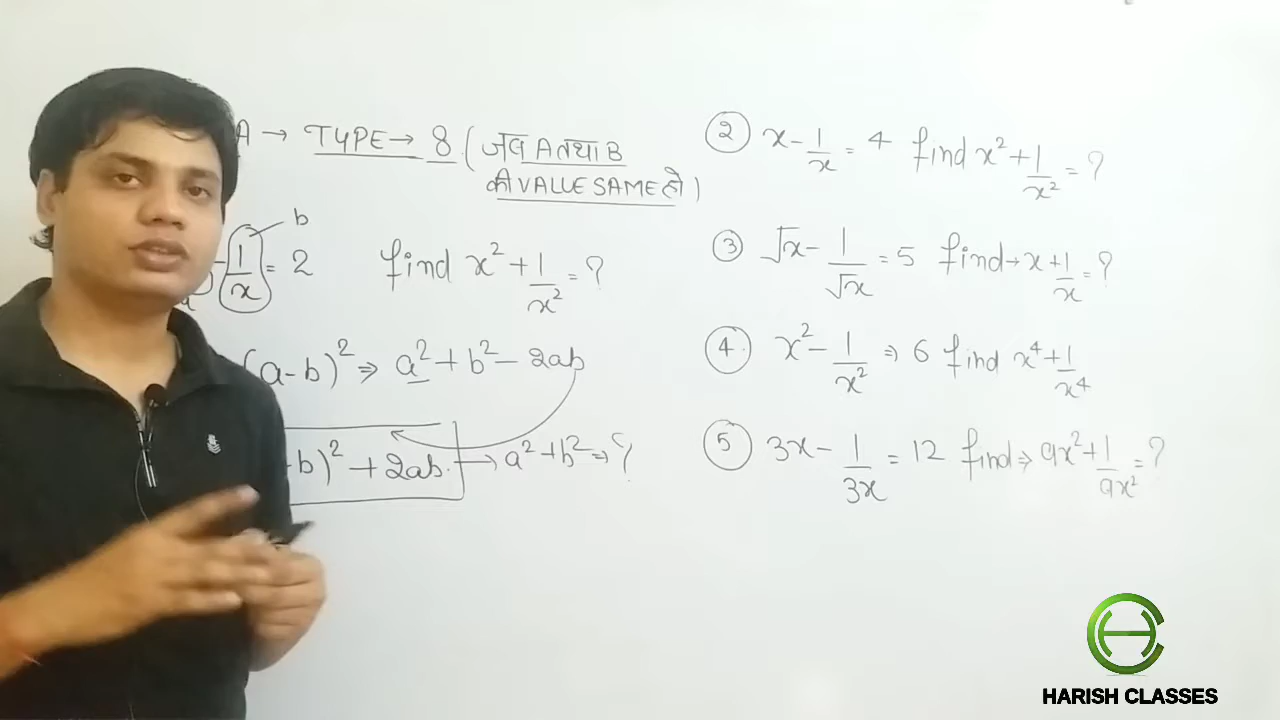 A → TYPE → 8 (जब A तथा B
की VALLE SAME हो)
b
1/x = 2 find x² + 1/x² = ?
a
(a-b)² ⇒ a² + b² - 2ab
-b)² + 2ab. → a² + b² ⇒ ?
② x - 1/x = 4 find x² + 1/x² = ?
③ √x - 1/√x = 5 find → x + 1/x = ?
④ x² - 1/x² ⇒ 6 find x⁴ + 1/x⁴
⑤ 3x - 1/3x = 12 find ⇒ 9x² + 1/9x² = ?
HARISH CLASSES